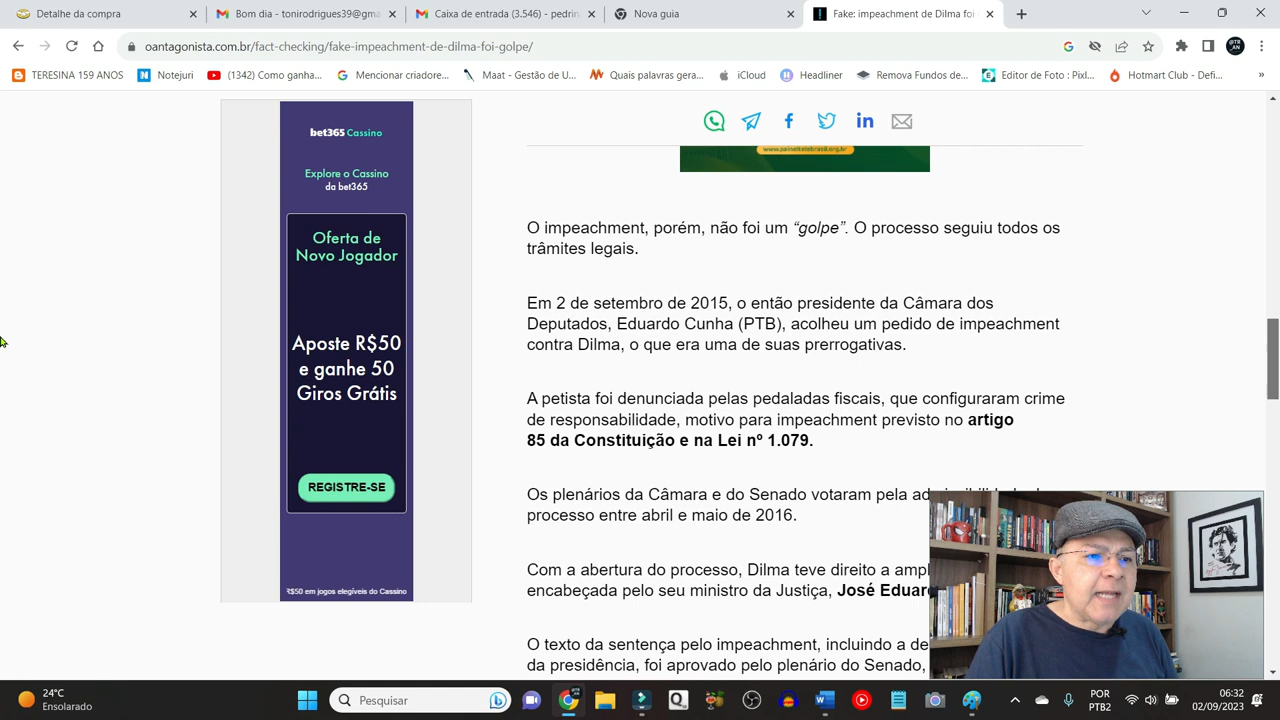 Detalhe da compra
Bom dia - tonirodrigues39@gma
Caixa de entrada (3.546) - pedrin
Nova guia
Fake: impeachment de Dilma foi
oantagonista.com.br/fact-checking/fake-impeachment-de-dilma-foi-golpe/
TERESINA 159 ANOS
Notejuri
(1342) Como ganha...
Mencionar criadore...
Maat - Gestão de U...
Quais palavras gera...
iCloud
Headliner
Remova Fundos de...
Editor de Foto : Pixl...
Hotmart Club - Defi...
bet365 Cassino
Explore o Cassino
da bet365
Oferta de
Novo Jogador
Aposte R$50
e ganhe 50
Giros Grátis
REGISTRE-SE
R$50 em jogos elegíveis do Cassino
O impeachment, porém, não foi um “golpe”. O processo seguiu todos os
trâmites legais.
Em 2 de setembro de 2015, o então presidente da Câmara dos
Deputados, Eduardo Cunha (PTB), acolheu um pedido de impeachment
contra Dilma, o que era uma de suas prerrogativas.
A petista foi denunciada pelas pedaladas fiscais, que configuraram crime
de responsabilidade, motivo para impeachment previsto no artigo
85 da Constituição e na Lei nº 1.079.
Os plenários da Câmara e do Senado votaram pela
processo entre abril e maio de 2016.
Com a abertura do processo, Dilma teve direito a ampl
encabeçada pelo seu ministro da Justiça, José Eduar
O texto da sentença pelo impeachment, incluindo a de
da presidência, foi aprovado pelo plenário do Senado,
24°C
Ensolarado
Pesquisar
POR
PTB2
06:32
02/09/2023